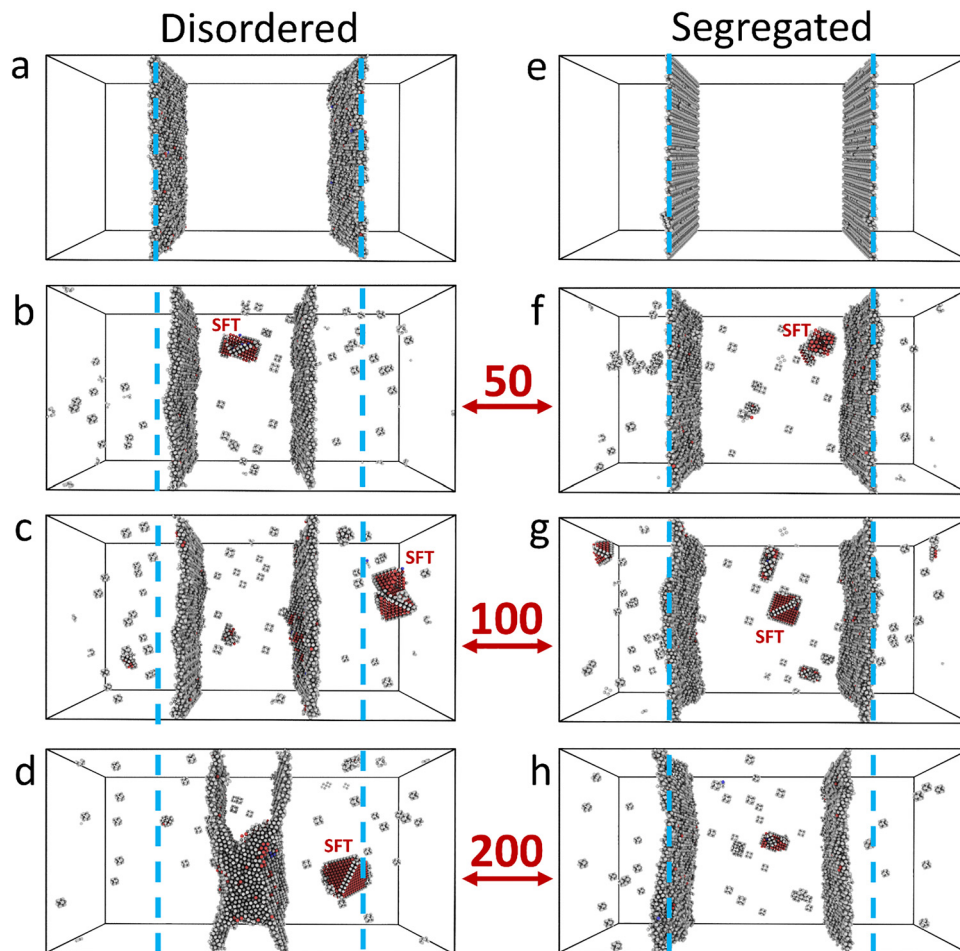 Disordered
Segregated
a
e
b
SFT
50
f
SFT
c
SFT
100
g
SFT
d
SFT
200
h